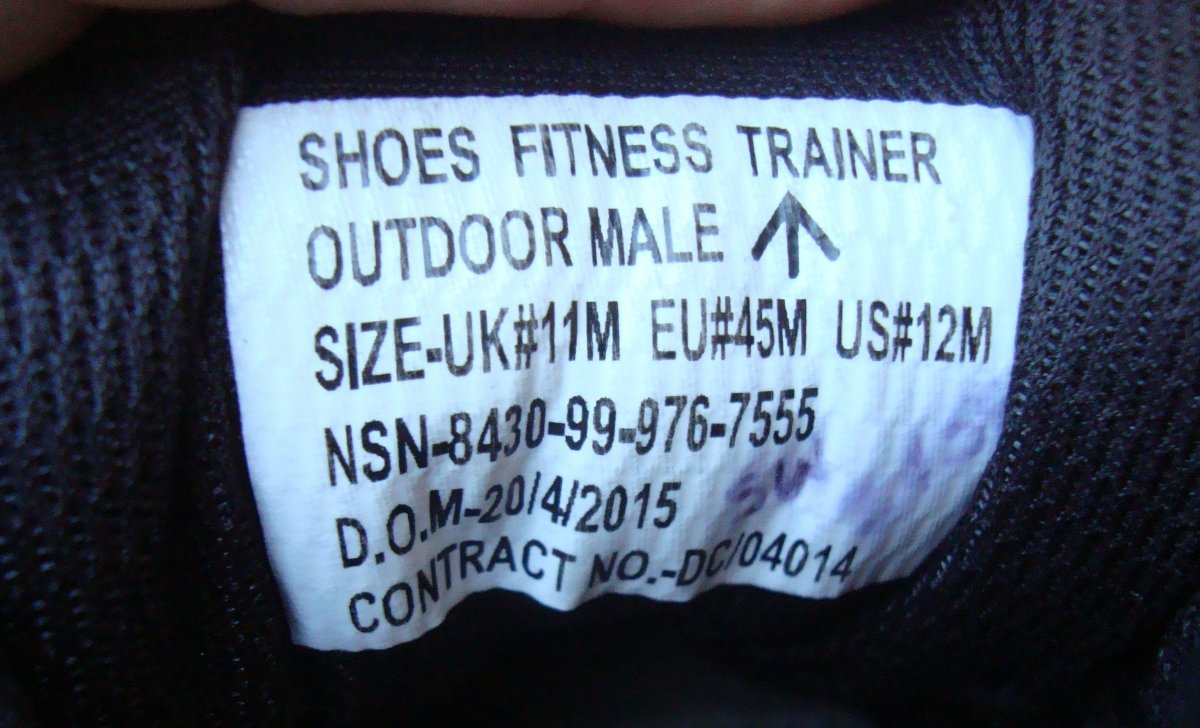 SHOES FITNESS TRAINER
OUTDOOR MALE
SIZE-UK#11M EU#45M US#12M
NSN-8430-99-976-7555
D.O.M-20/4/2015
CONTRACT NO.-DC/04014